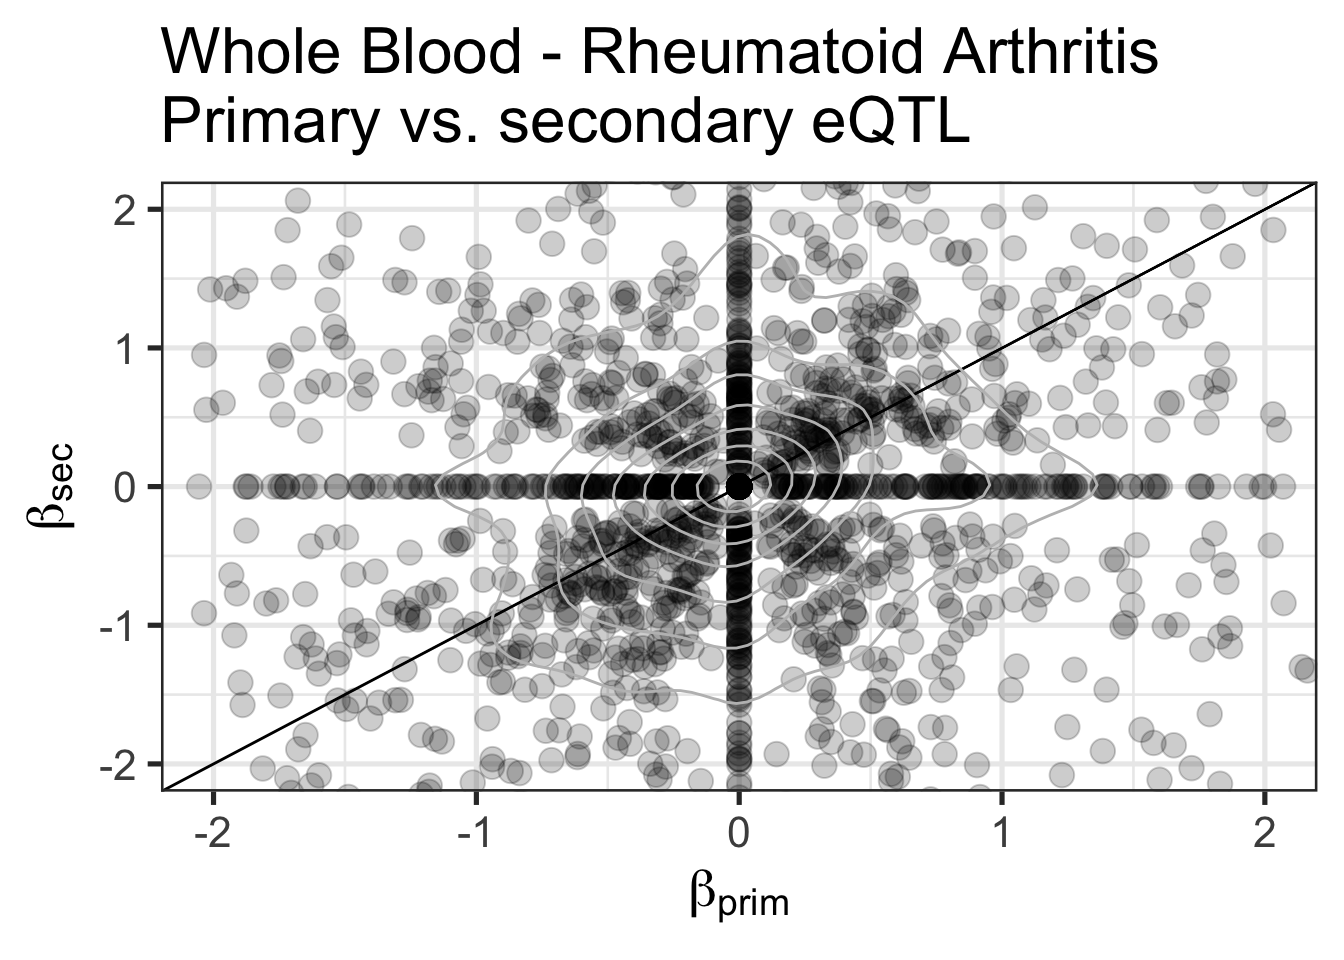 Whole Blood - Rheumatoid Arthritis
Primary vs. secondary eQTL
2
1
0
-1
-2
βsec
-2 -1 0 1 2
βprim